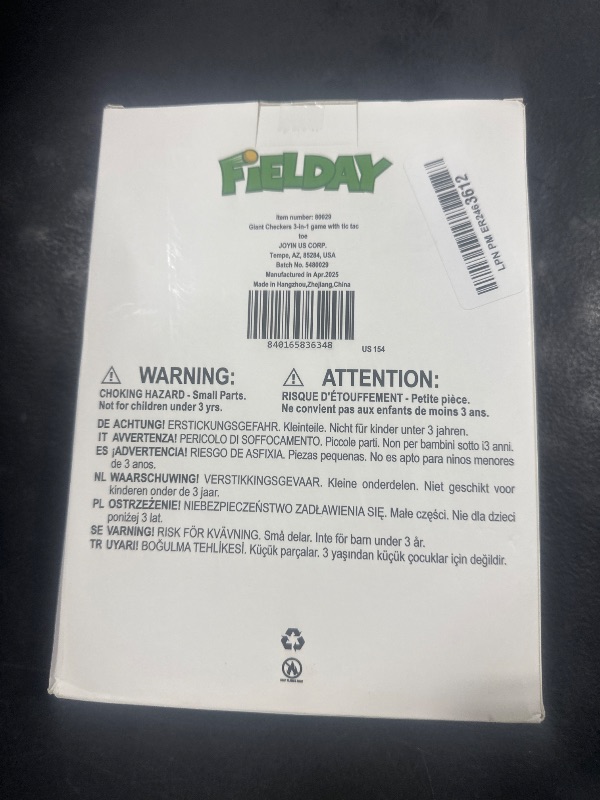 FiELDAY
Item number: 80029
Giant Checkers 3-in-1 game with tic tac
toe
JOYIN US CORP.
Tempe, AZ, 85284, USA
Batch No. 5480029
Manufactured in Apr.2025
Made in Hangzhou,Zhejiang,China
840165836348
US 154
LPN PM ER2463612
WARNING:
CHOKING HAZARD - Small Parts.
Not for children under 3 yrs.
ATTENTION:
RISQUE D'ÉTOUFFEMENT - Petite pièce.
Ne convient pas aux enfants de moins 3 ans.
DE ACHTUNG! ERSTICKUNGSGEFAHR. Kleinteile. Nicht für kinder unter 3 jahren.
IT AVVERTENZA! PERICOLO DI SOFFOCAMENTO. Piccole parti. Non per bambini sotto i3 anni.
ES ¡ADVERTENCIA! RIESGO DE ASFIXIA. Piezas pequenas. No es apto para ninos menores
de 3 anos.
NL WAARSCHUWING! VERSTIKKINGSGEVAAR. Kleine onderdelen. Niet geschikt voor
kinderen onder de 3 jaar.
PL OSTRZEŻENIE! NIEBEZPIECZEŃSTWO ZADŁAWIENIA SIĘ. Małe części. Nie dla dzieci
poniżej 3 lat.
SE VARNING! RISK FÖR KVÄVNING. Små delar. Inte för barn under 3 år.
TR UYARI! BOĞULMA TEHLİKESİ. Küçük parçalar. 3 yaşından küçük çocuklar için değildir.